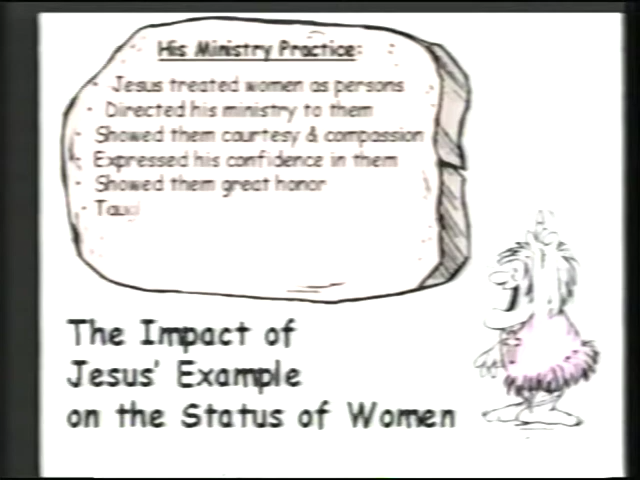 His Ministry Practice:
- Jesus treated women as persons
- Directed his ministry to them
- Showed them courtesy & compassion
- Expressed his confidence in them
- Showed them great honor
-
The Impact of
Jesus' Example
on the Status of Women